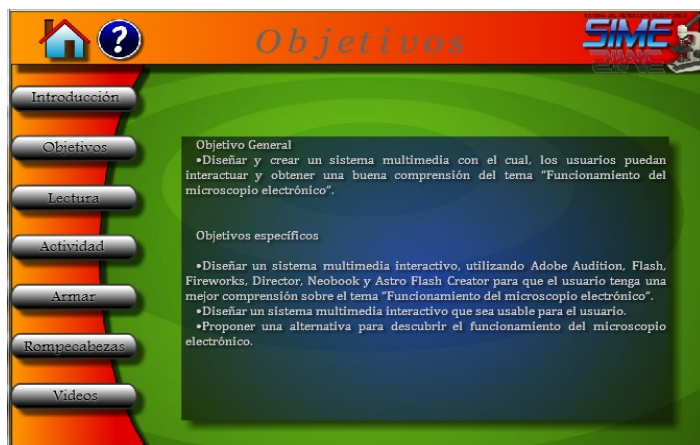 Objetivos
SIME
Introducción
Objetivos
Lectura
Actividad
Armar
Rompecabezas
Videos
Objetivo General
•Diseñar y crear un sistema multimedia con el cual, los usuarios puedan
interactuar y obtener una buena comprensión del tema “Funcionamiento del
microscopio electrónico”.
Objetivos específicos
•Diseñar un sistema multimedia interactivo, utilizando Adobe Audition, Flash,
Fireworks, Director, Neobook y Astro Flash Creator para que el usuario tenga una
mejor comprensión sobre el tema “Funcionamiento del microscopio electrónico”.
•Diseñar un sistema multimedia interactivo que sea usable para el usuario.
•Proponer una alternativa para descubrir el funcionamiento del microscopio
electrónico.